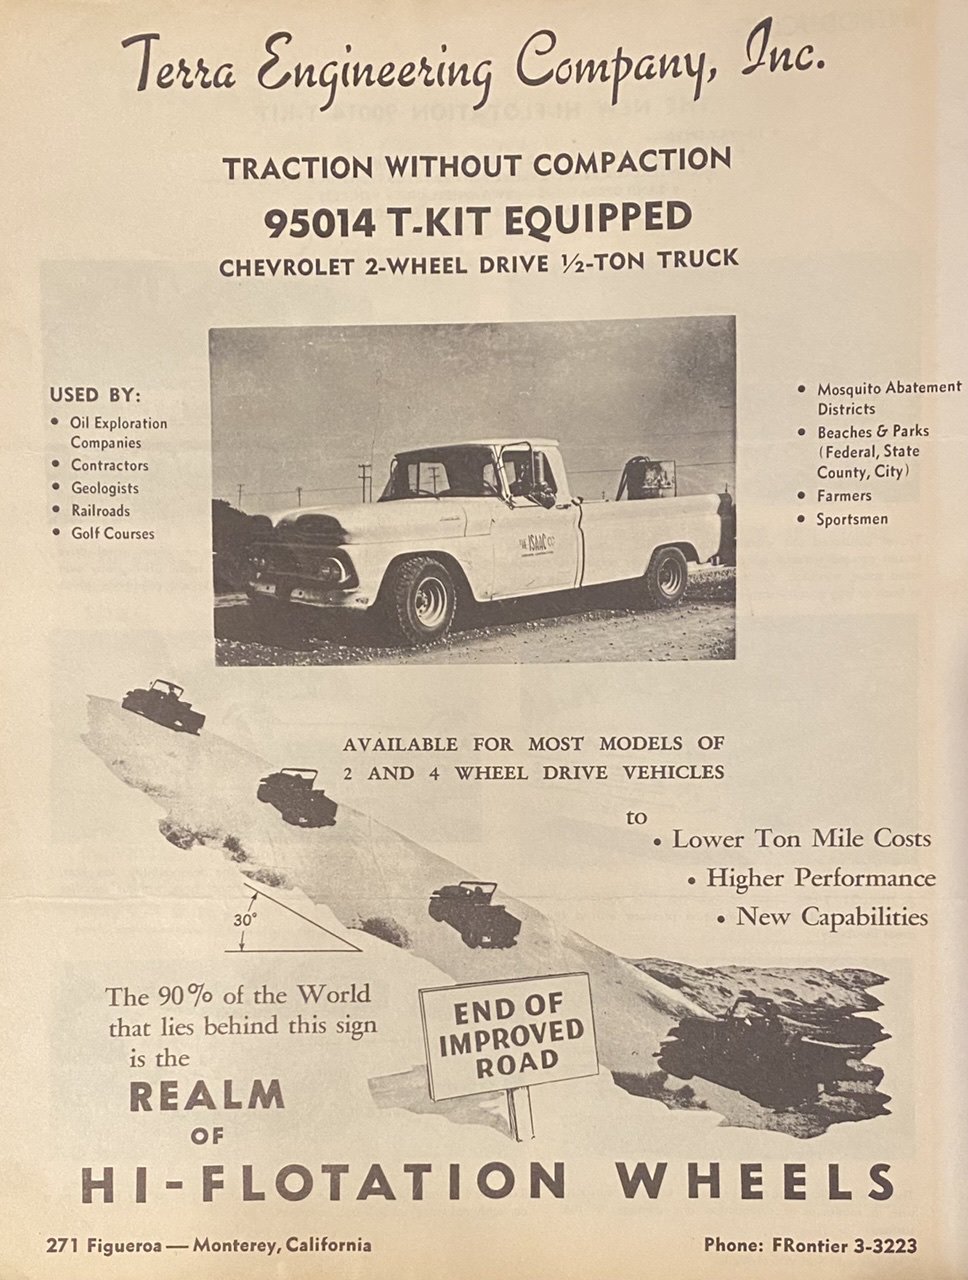 Terra Engineering Company, Inc.
TRACTION WITHOUT COMPACTION
95014 T-KIT EQUIPPED
CHEVROLET 2-WHEEL DRIVE ½-TON TRUCK
USED BY:
• Oil Exploration
Companies
• Contractors
• Geologists
• Railroads
• Golf Courses
• Mosquito Abatement
Districts
• Beaches & Parks
(Federal, State
County, City)
• Farmers
• Sportsmen
THE ISAAC CO
AVAILABLE FOR MOST MODELS OF
2 AND 4 WHEEL DRIVE VEHICLES
to
• Lower Ton Mile Costs
• Higher Performance
• New Capabilities
30°
The 90% of the World
that lies behind this sign
is the
REALM
OF
HI-FLOTATION WHEELS
END OF
IMPROVED
ROAD
271 Figueroa — Monterey, California
Phone: FRontier 3-3223